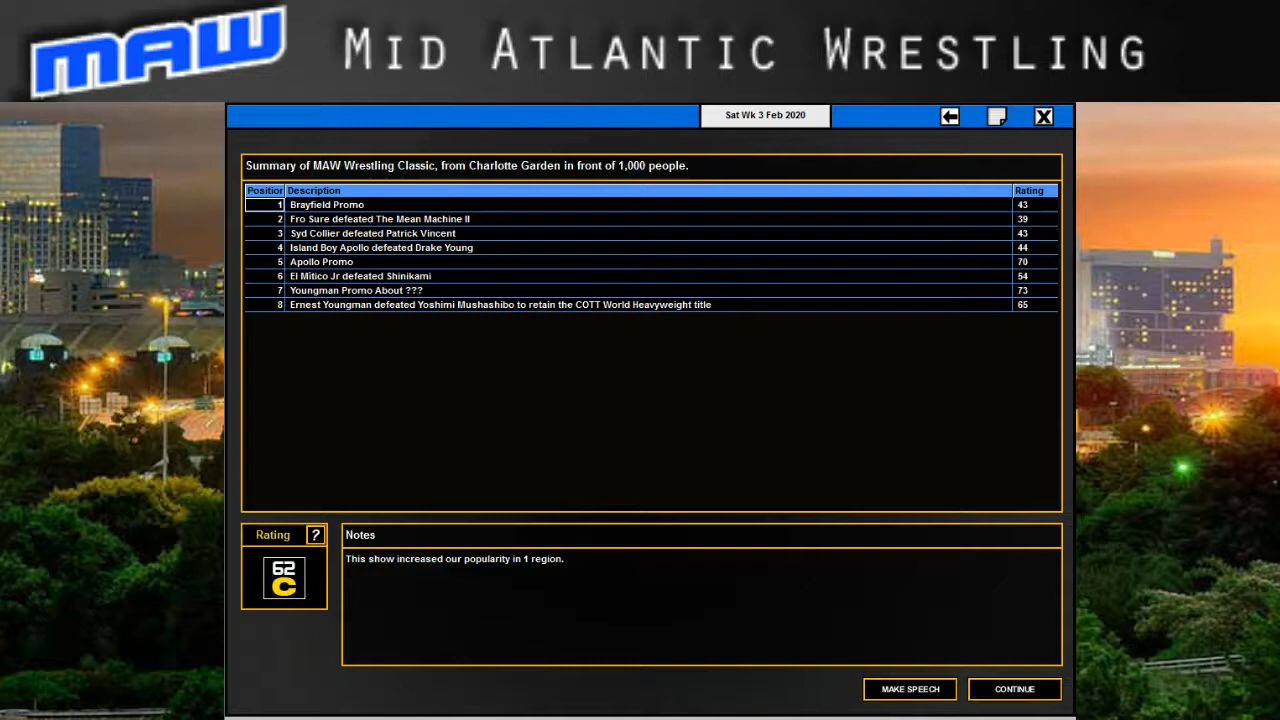 MAW MID ATLANTIC WRESTLING
Sat Wk 3 Feb 2020
Summary of MAW Wrestling Classic, from Charlotte Garden in front of 1,000 people.
Position Description Rating
1 Brayfield Promo 43
2 Fro Sure defeated The Mean Machine II 39
3 Syd Collier defeated Patrick Vincent 43
4 Island Boy Apollo defeated Drake Young 44
5 Apollo Promo 70
6 El Mitico Jr defeated Shinikami 54
7 Youngman Promo About ??? 73
8 Ernest Youngman defeated Yoshimi Mushashibo to retain the COTT World Heavyweight title 65
Rating ? Notes
62
C
This show increased our popularity in 1 region.
MAKE SPEECH CONTINUE